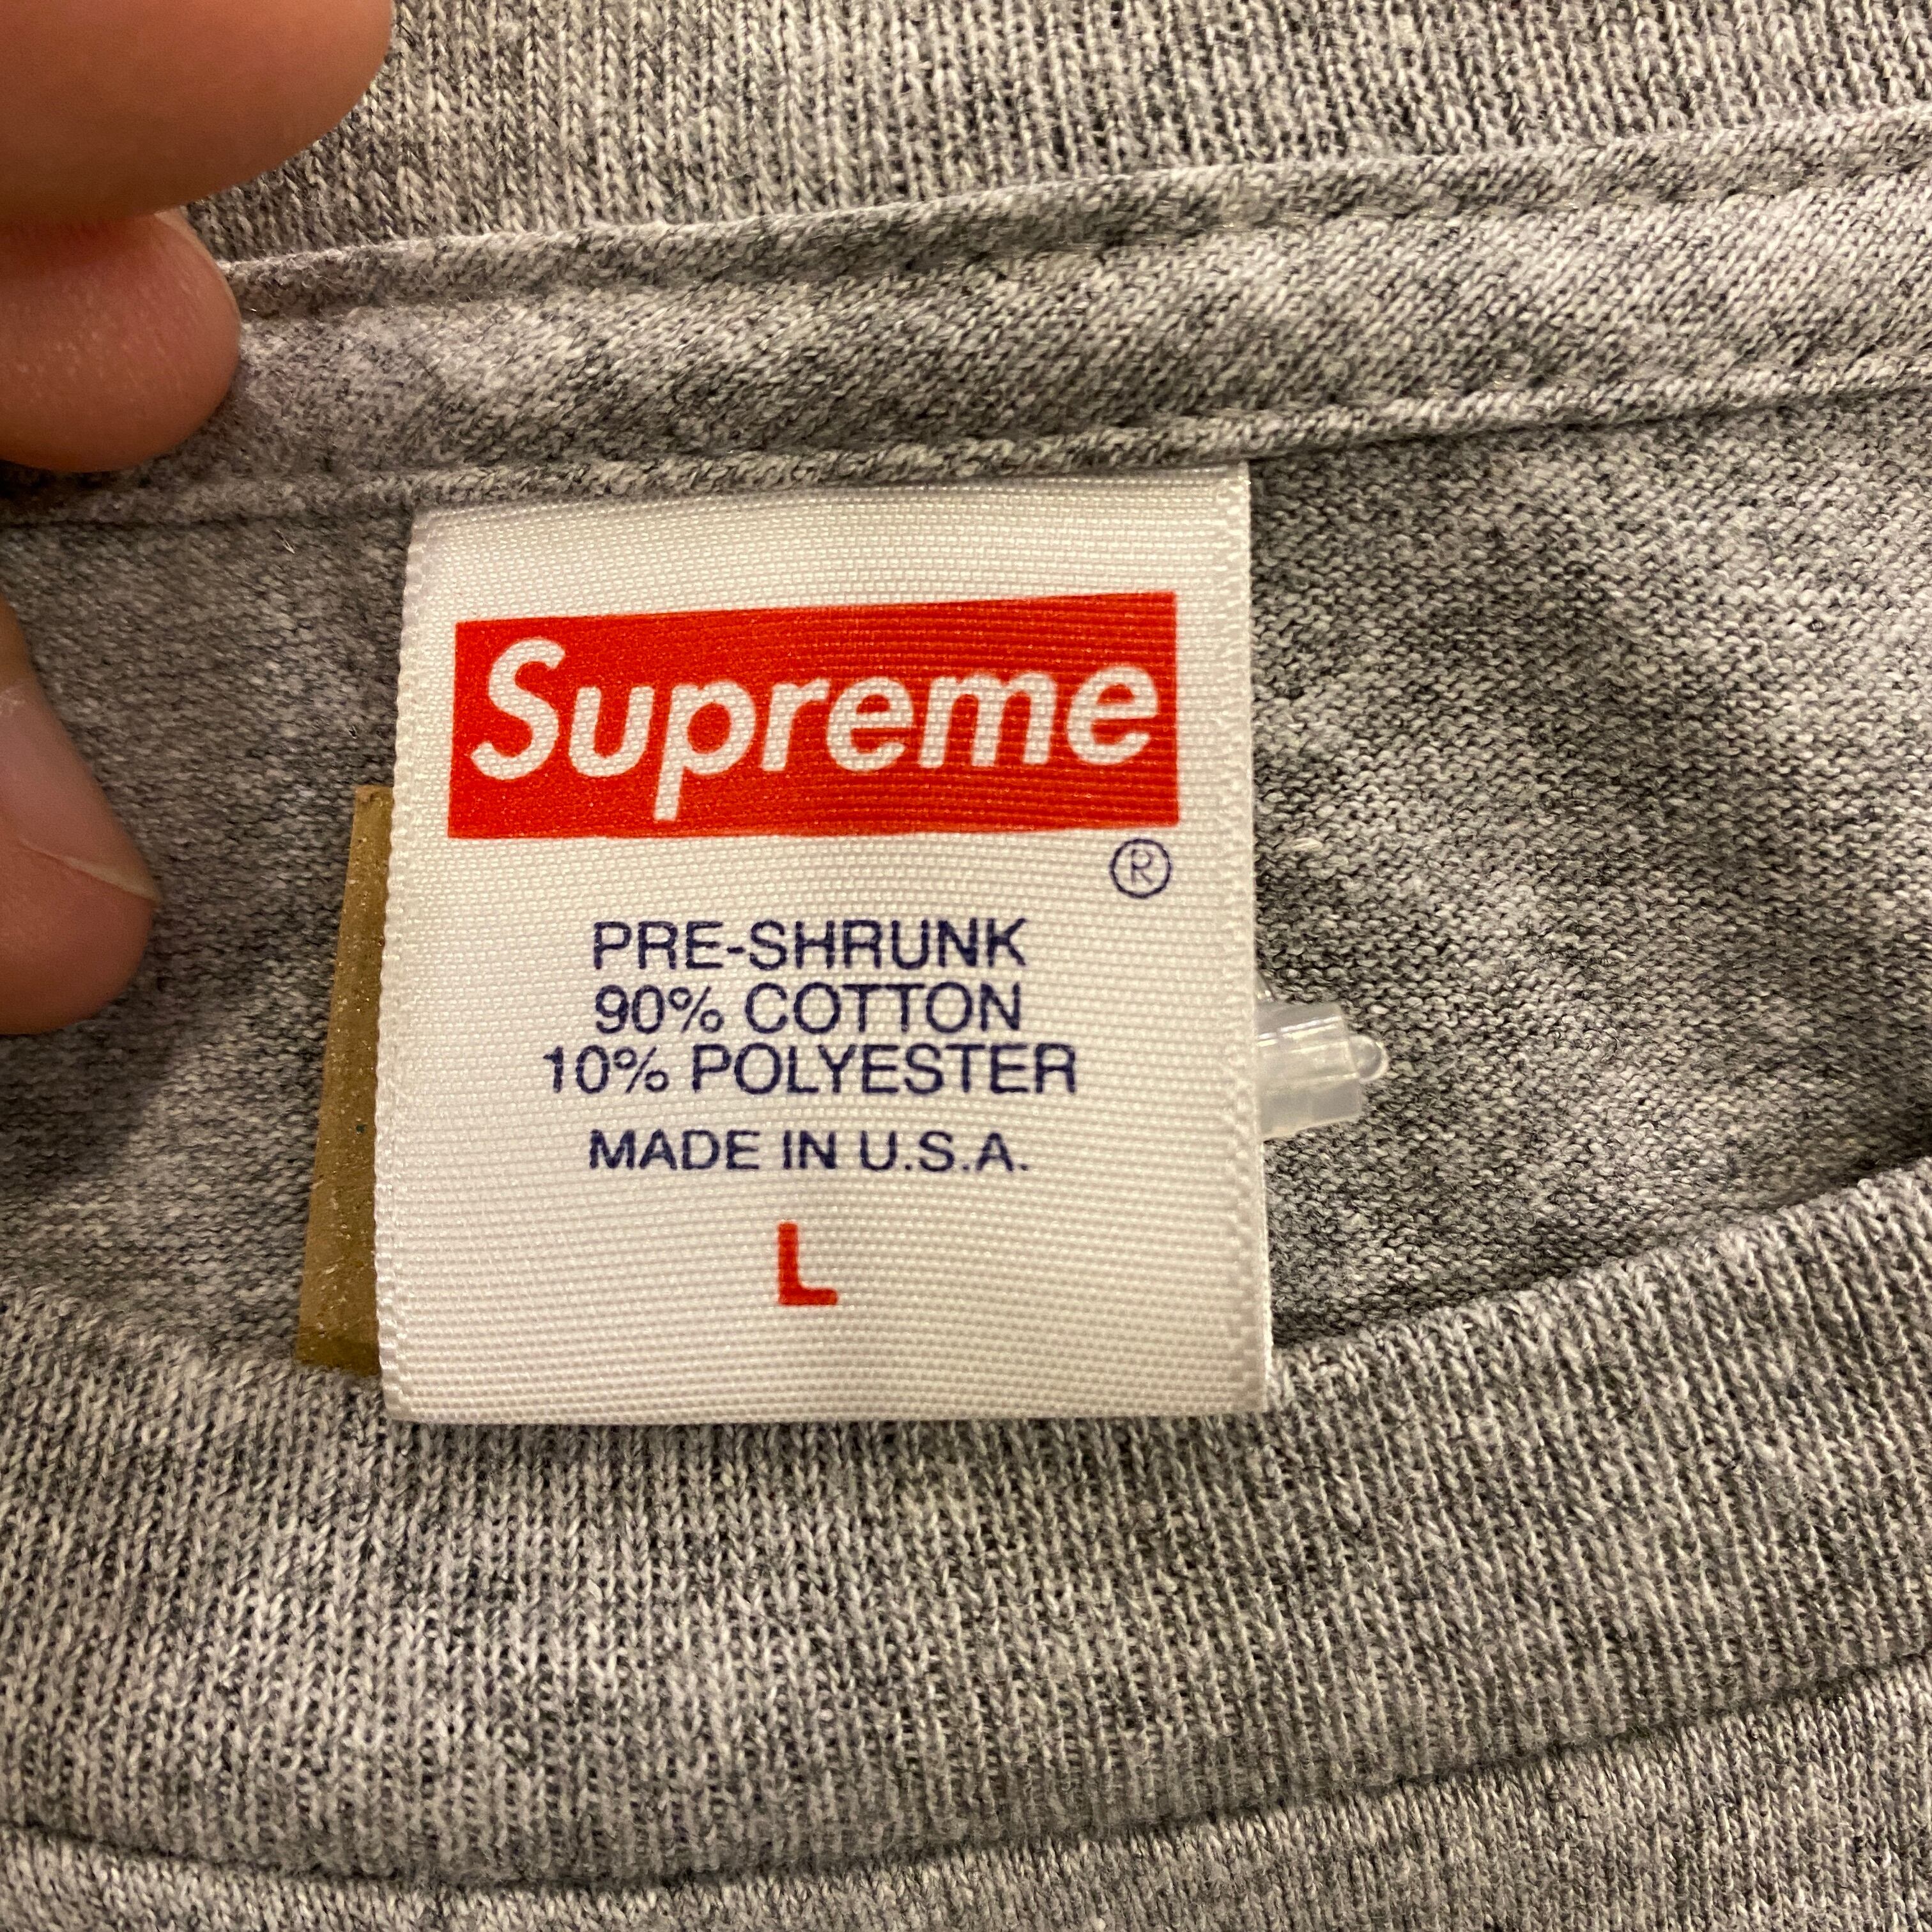 Supreme
®
PRE-SHRUNK
90% COTTON
10% POLYESTER
MADE IN U.S.A.
L